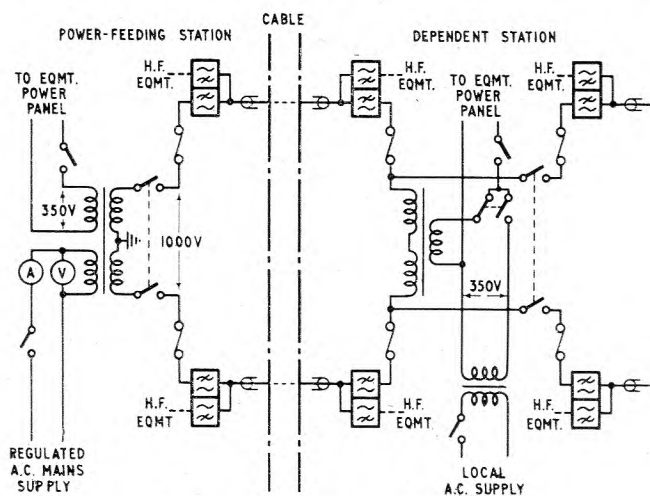 CABLE
POWER-FEEDING STATION
DEPENDENT STATION
H.F.
EQMT.
H.F.
EQMT.
H.F.
EQMT.
TO EQMT.
POWER
PANEL
TO EQMT.
POWER
PANEL
350V
1000V
350V
A
V
H.F.
EQMT.
H.F.
EQMT.
H.F.
EQMT.
REGULATED
A.C. MAINS
SUPPLY
LOCAL
A.C. SUPPLY